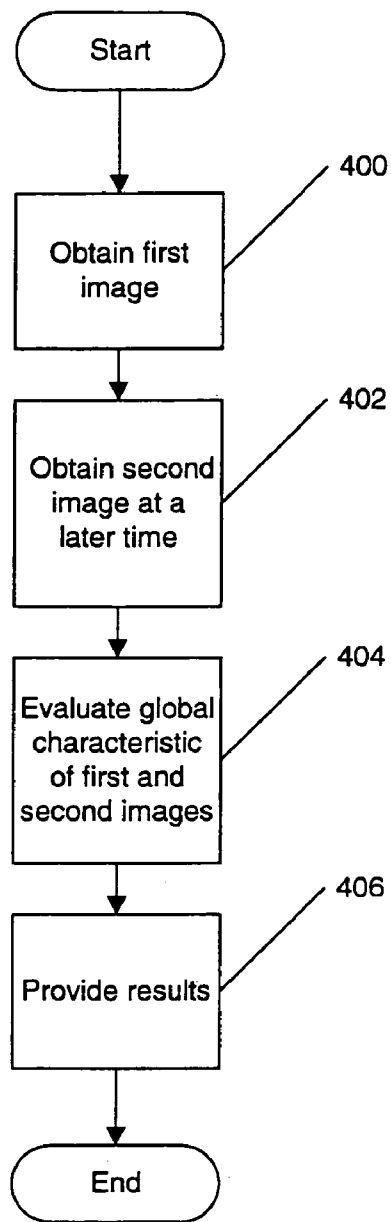 Start
400
Obtain first
image
402
Obtain second
image at a
later time
404
Evaluate global
characteristic
of first and
second images
406
Provide results
End